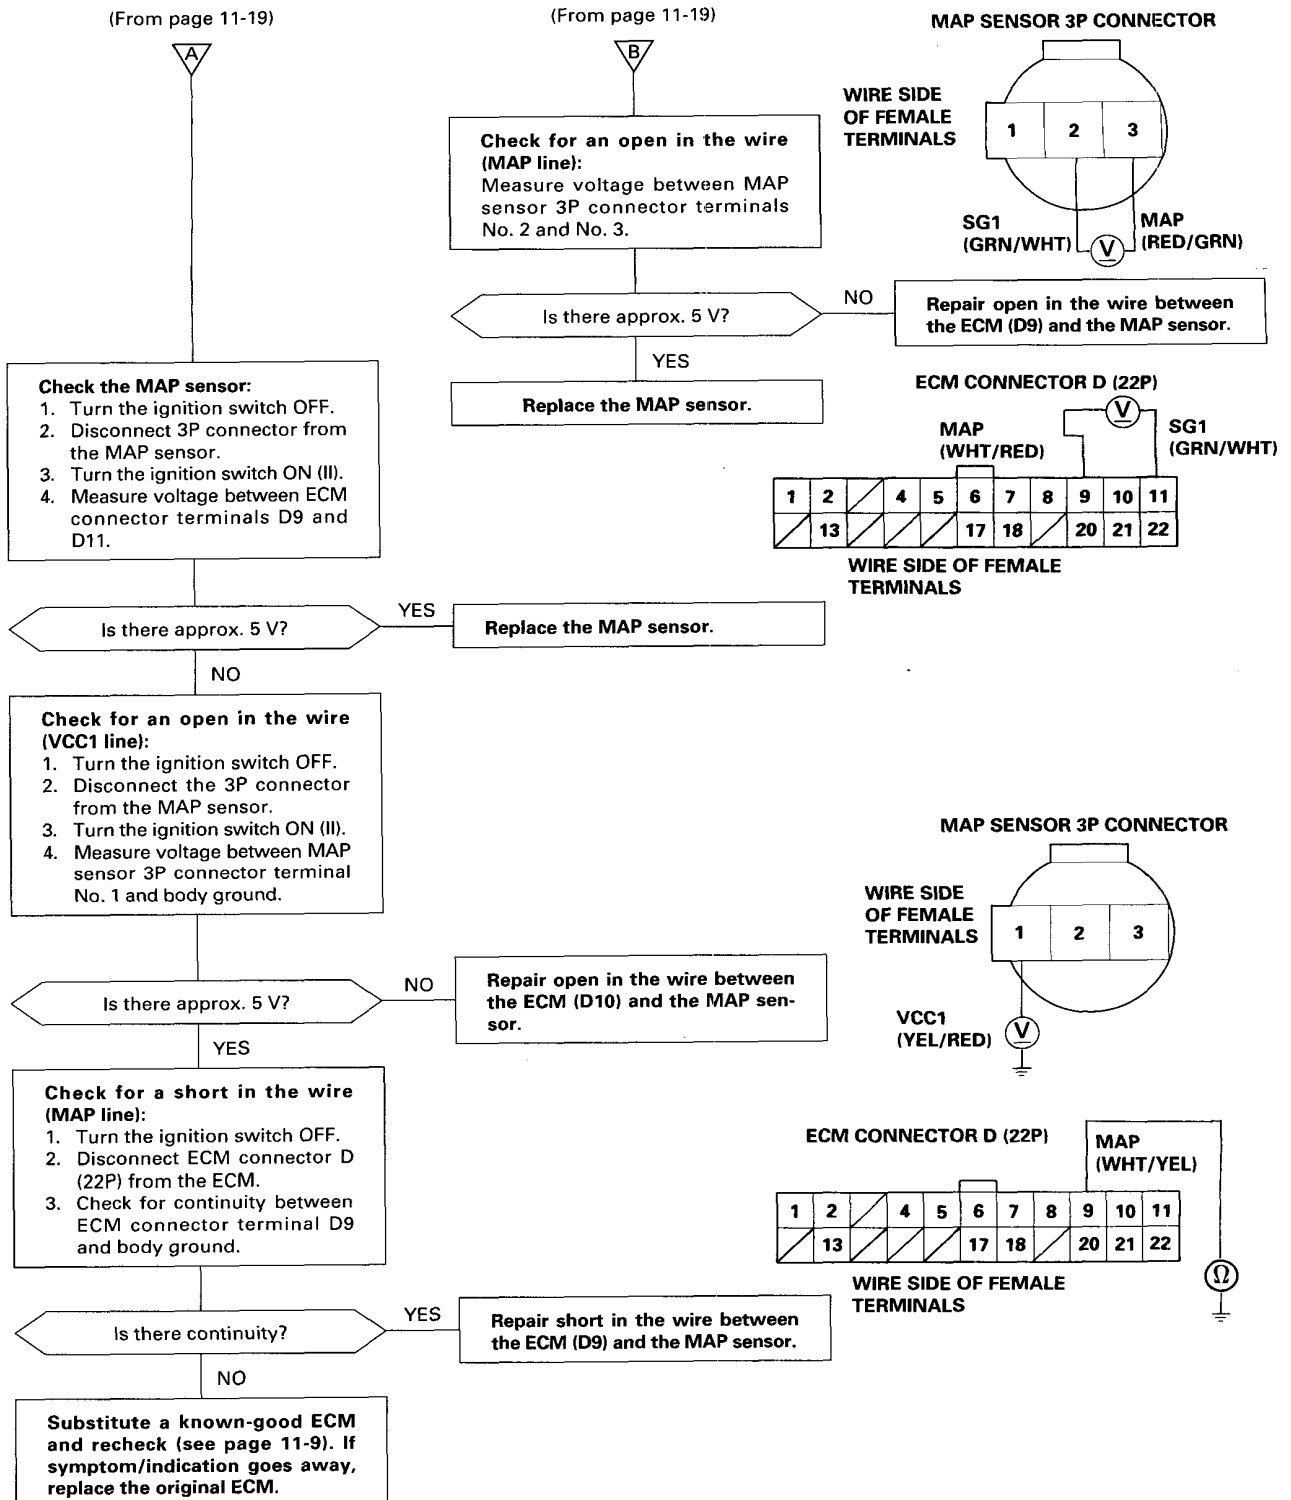 (From page 11-19)
A
(From page 11-19)
B
Check for an open in the wire
(MAP line):
Measure voltage between MAP
sensor 3P connector terminals
No. 2 and No. 3.
Is there approx. 5 V?
NO
Repair open in the wire between
the ECM (D9) and the MAP sensor.
YES
Replace the MAP sensor.
MAP SENSOR 3P CONNECTOR
WIRE SIDE
OF FEMALE
TERMINALS
1 2 3
SG1
(GRN/WHT)
V
MAP
(RED/GRN)
ECM CONNECTOR D (22P)
V
MAP
(WHT/RED)
SG1
(GRN/WHT)
1 2 4 5 6 7 8 9 10 11
13 17 18 20 21 22
WIRE SIDE OF FEMALE
TERMINALS
Check the MAP sensor:
1. Turn the ignition switch OFF.
2. Disconnect 3P connector from
the MAP sensor.
3. Turn the ignition switch ON (II).
4. Measure voltage between ECM
connector terminals D9 and
D11.
Is there approx. 5 V?
YES
Replace the MAP sensor.
NO
Check for an open in the wire
(VCC1 line):
1. Turn the ignition switch OFF.
2. Disconnect the 3P connector
from the MAP sensor.
3. Turn the ignition switch ON (II).
4. Measure voltage between MAP
sensor 3P connector terminal
No. 1 and body ground.
MAP SENSOR 3P CONNECTOR
WIRE SIDE
OF FEMALE
TERMINALS
1 2 3
VCC1
(YEL/RED)
V
Is there approx. 5 V?
NO
Repair open in the wire between
the ECM (D10) and the MAP sen-
sor.
YES
Check for a short in the wire
(MAP line):
1. Turn the ignition switch OFF.
2. Disconnect ECM connector D
(22P) from the ECM.
3. Check for continuity between
ECM connector terminal D9
and body ground.
ECM CONNECTOR D (22P)
MAP
(WHT/YEL)
1 2 4 5 6 7 8 9 10 11
13 17 18 20 21 22
Ω
WIRE SIDE OF FEMALE
TERMINALS
Is there continuity?
YES
Repair short in the wire between
the ECM (D9) and the MAP sensor.
NO
Substitute a known-good ECM
and recheck (see page 11-9). If
symptom/indication goes away,
replace the original ECM.